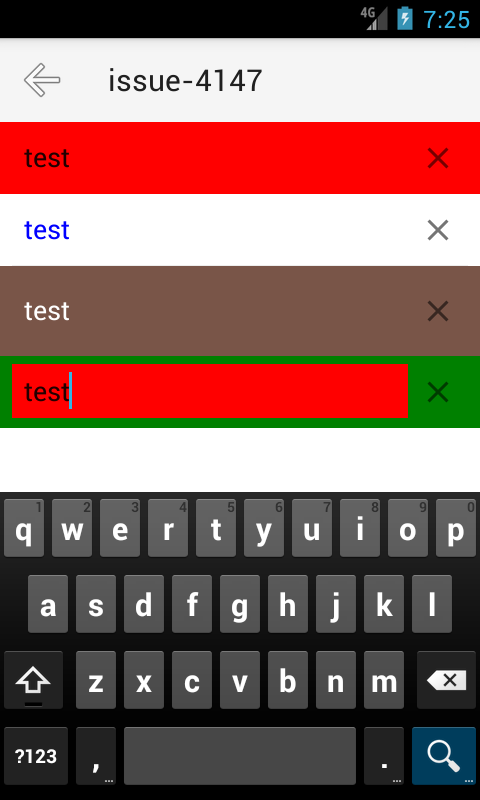 4G 7:25
issue-4147
test
test
test
test
1 2 3 4 5 6 7 8 9 0
q w e r t y u i o p
a s d f g h j k l
z x c v b n m
?123 , ... . ... ...